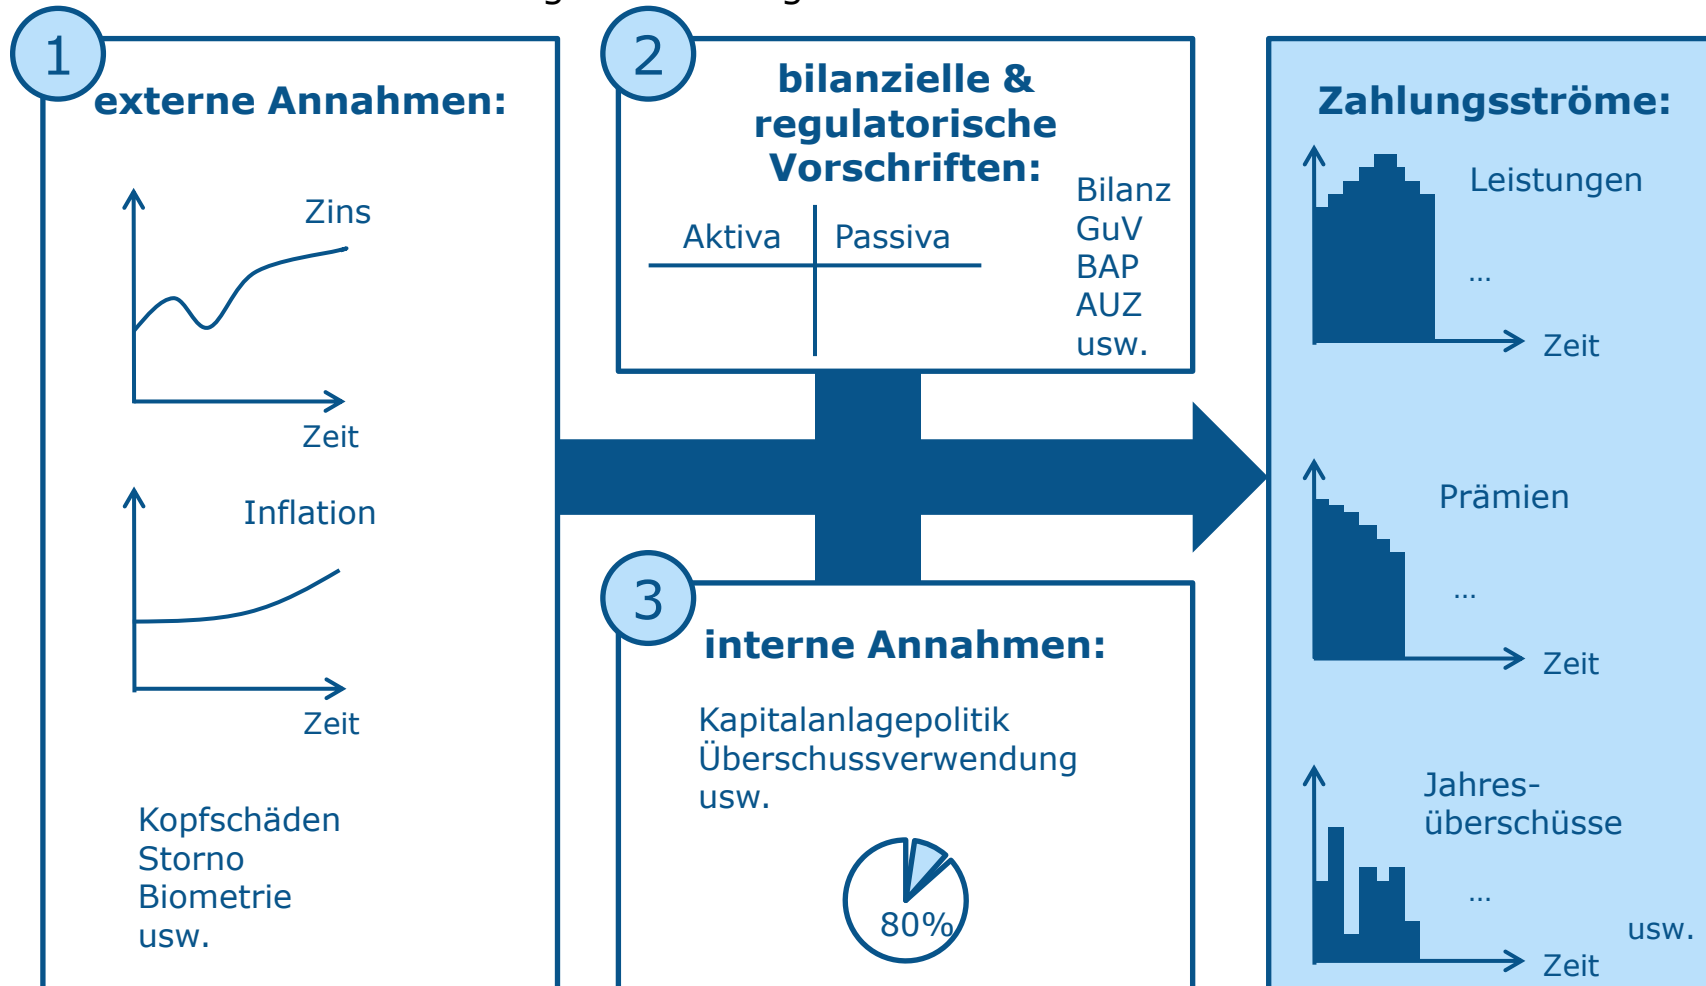 1
externe Annahmen:
Zins
Zeit
Inflation
Zeit
Kopfschäden
Storno
Biometrie
usw.
2
bilanzielle &
regulatorische
Vorschriften:
Aktiva
Passiva
Bilanz
GuV
BAP
AUZ
usw.
3
interne Annahmen:
Kapitalanlagepolitik
Überschussverwendung
usw.
80%
Zahlungsströme:
Leistungen
...
Zeit
Prämien
...
Zeit
Jahres-
überschüsse
...
usw.
Zeit